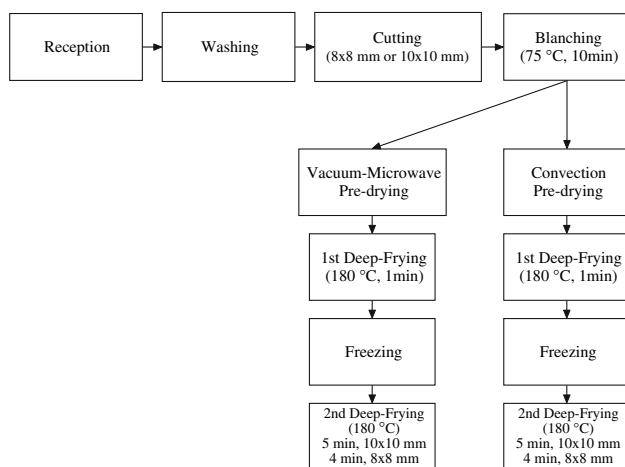 Reception
Washing
Cutting
(8x8 mm or 10x10 mm)
Blanching
(75 °C, 10min)
Vacuum-Microwave
Pre-drying
1st Deep-Frying
(180 °C, 1min)
Freezing
2nd Deep-Frying
(180 °C)
5 min, 10x10 mm
4 min, 8x8 mm
Convection
Pre-drying
1st Deep-Frying
(180 °C, 1min)
Freezing
2nd Deep-Frying
(180 °C)
5 min, 10x10 mm
4 min, 8x8 mm